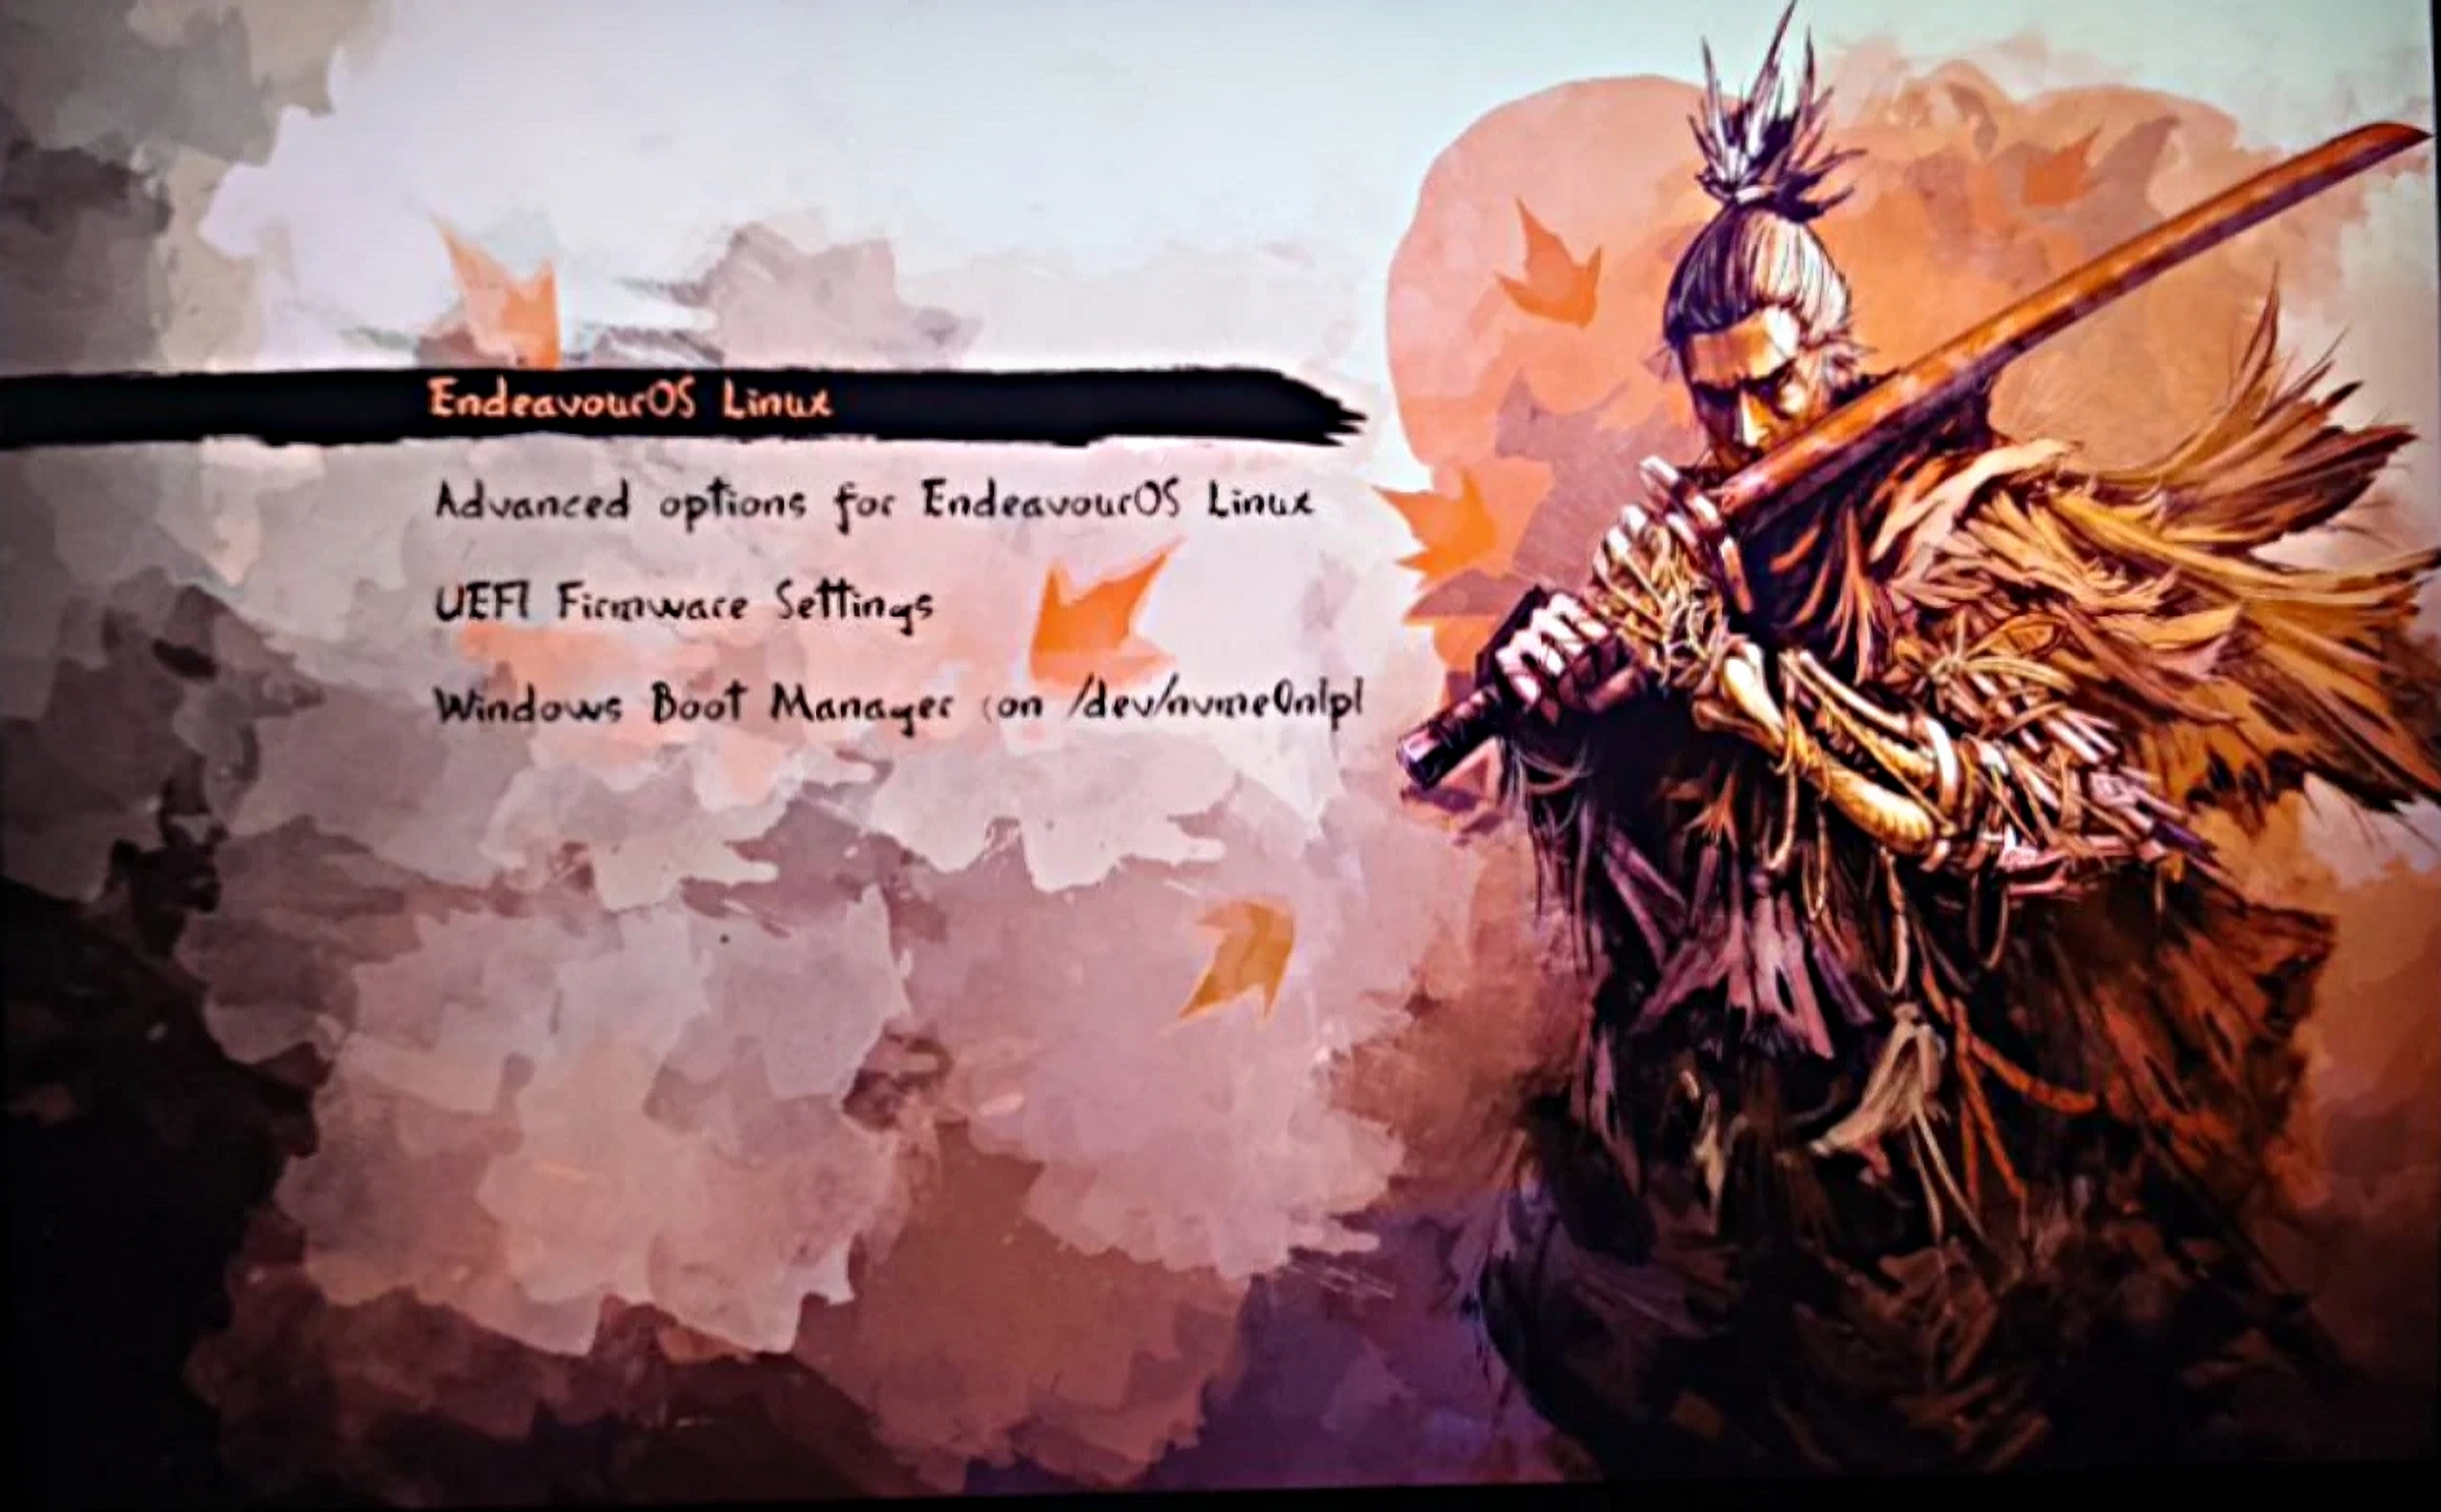 EndeavourOS Linux
Advanced options for EndeavourOS Linux
UEFI Firmware Settings
Windows Boot Manager (on /dev/nvme0n1p1